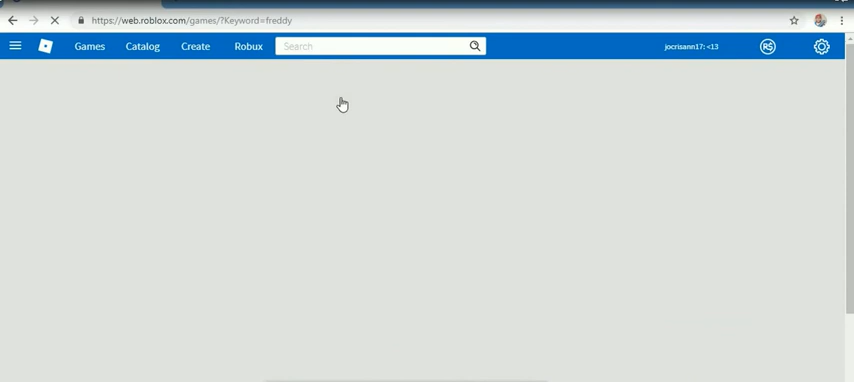 https://web.roblox.com/games/?Keyword=freddy
Games Catalog Create Robux Search jocrisann17: <13 R$